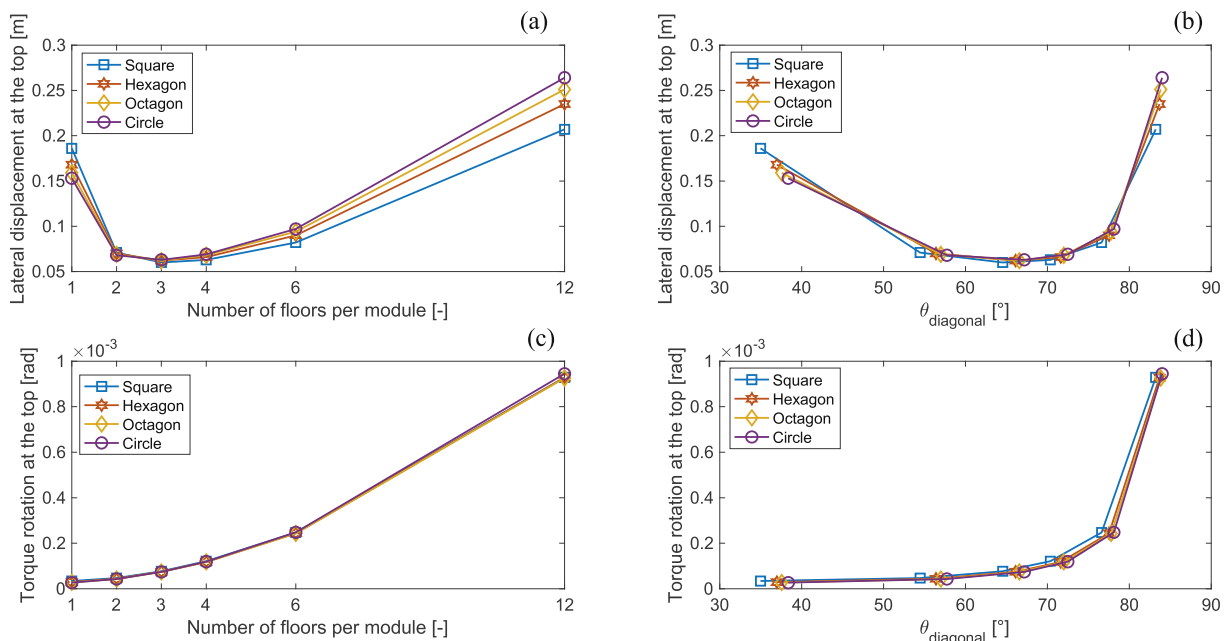 (a)
Lateral displacement at the top [m]
0.3
0.25
0.2
0.15
0.1
0.05
Square
Hexagon
Octagon
Circle
1 2 3 4 6 12
Number of floors per module [-]
(b)
Lateral displacement at the top [m]
0.3
0.25
0.2
0.15
0.1
0.05
Square
Hexagon
Octagon
Circle
30 40 50 60 70 80 90
θdiagonal [°]
(c)
×10-3
Torque rotation at the top [rad]
1
0.8
0.6
0.4
0.2
0
Square
Hexagon
Octagon
Circle
1 2 3 4 6 12
Number of floors per module [-]
(d)
×10-3
Torque rotation at the top [rad]
1
0.8
0.6
0.4
0.2
0
Square
Hexagon
Octagon
Circle
30 40 50 60 70 80 90
θdiagonal [°]